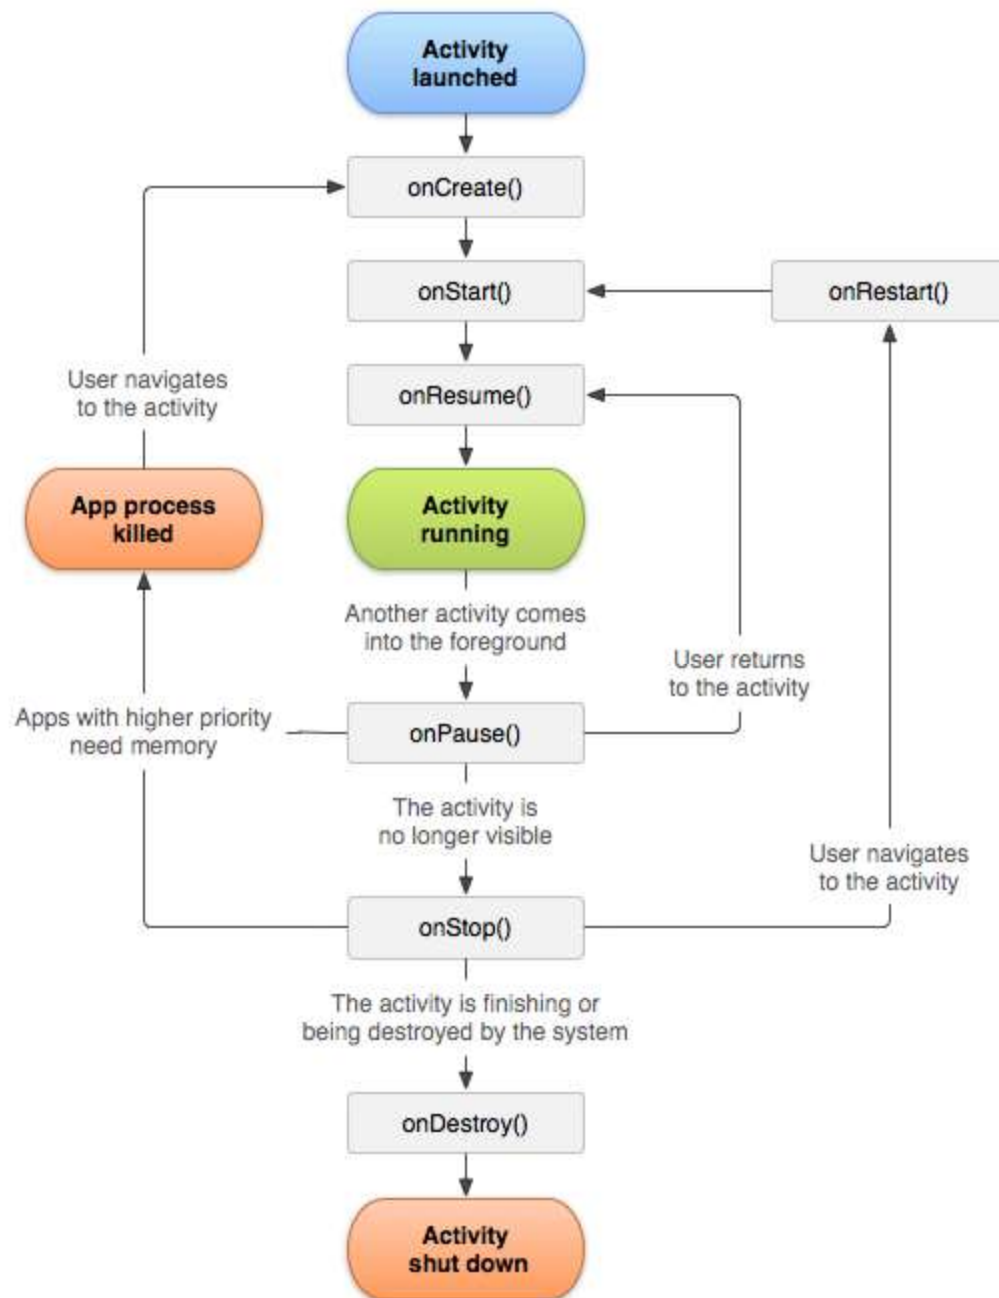 Activity
launched
onCreate()
onStart()
onRestart()
User navigates
to the activity
onResume()
App process
killed
Activity
running
Another activity comes
into the foreground
User returns
to the activity
Apps with higher priority
need memory
onPause()
The activity is
no longer visible
User navigates
to the activity
onStop()
The activity is finishing or
being destroyed by the system
onDestroy()
Activity
shut down